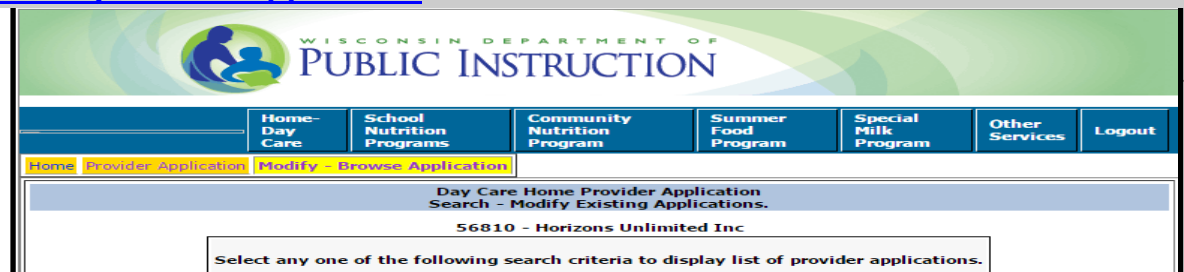 WISCONSIN DEPARTMENT OF
PUBLIC INSTRUCTION
Home-
Day
Care
School
Nutrition
Programs
Community
Nutrition
Program
Summer
Food
Program
Special
Milk
Program
Other
Services
Logout
Home Provider Application Modify - Browse Application
Day Care Home Provider Application
Search - Modify Existing Applications.
56810 - Horizons Unlimited Inc
Select any one of the following search criteria to display list of provider applications.